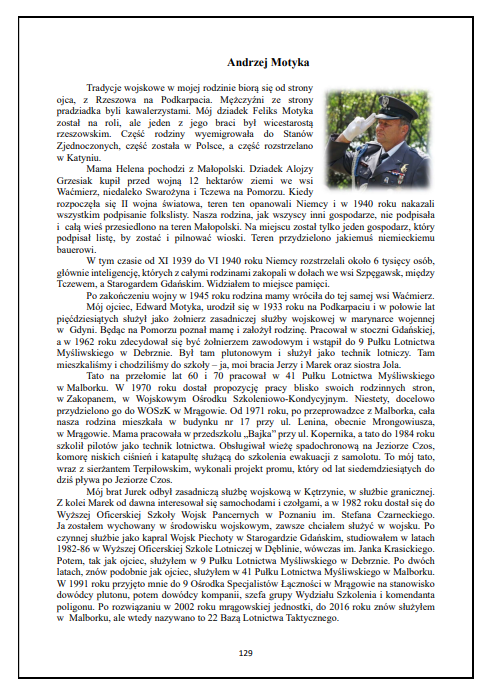 Andrzej Motyka
Tradycje wojskowe w mojej rodzinie biorą się od strony
ojca, z Rzeszowa na Podkarpacia. Mężczyźni ze strony
pradziadka byli kawalerzystami. Mój dziadek Feliks Motyka
został na roli, ale jeden z jego braci był wicestarostą
rzeszowskim. Część rodziny wyemigrowała do Stanów
Zjednoczonych, część została w Polsce, a część rozstrzelano
w Katyniu.
Mama Helena pochodzi z Małopolski. Dziadek Alojzy
Grzesiak kupił przed wojną 12 hektarów ziemi we wsi
Waćmierz, niedaleko Swarożyna i Tczewa na Pomorzu. Kiedy
rozpoczęła się II wojna światowa, teren ten opanowali Niemcy i w 1940 roku nakazali
wszystkim podpisanie folkslisty. Nasza rodzina, jak wszyscy inni gospodarze, nie podpisała
i całą wieś przesiedlono na teren Małopolski. Na miejscu został tylko jeden gospodarz, który
podpisał listę, by zostać i pilnować wioski. Teren przydzielono jakiemuś niemieckiemu
bauerowi.
W tym czasie od XI 1939 do VI 1940 roku Niemcy rozstrzelali około 6 tysięcy osób,
głównie inteligencję, których z całymi rodzinami zakopali w dołach we wsi Szpęgawsk, między
Tczewem, a Starogardem Gdańskim. Widziałem to miejsce pamięci.
Po zakończeniu wojny w 1945 roku rodzina mamy wróciła do tej samej wsi Waćmierz.
Mój ojciec, Edward Motyka, urodził się w 1933 roku na Podkarpaciu i w połowie lat
pięćdziesiątych służył jako żołnierz zasadniczej służby wojskowej w marynarce wojennej
w Gdyni. Będąc na Pomorzu poznał mamę i założył rodzinę. Pracował w stoczni Gdańskiej,
a w 1962 roku zdecydował się być żołnierzem zawodowym i wstąpił do 9 Pułku Lotnictwa
Myśliwskiego w Debrznie. Był tam plutonowym i służył jako technik lotniczy. Tam
mieszkaliśmy i chodziliśmy do szkoły – ja, moi bracia Jerzy i Marek oraz siostra Jola.
Tato na przełomie lat 60 i 70 pracował w 41 Pułku Lotnictwa Myśliwskiego
w Malborku. W 1970 roku dostał propozycję pracy blisko swoich rodzinnych stron,
w Zakopanem, w Wojskowym Ośrodku Szkoleniowo-Kondycyjnym. Niestety, docelowo
przydzielono go do WOSzK w Mrągowie. Od 1971 roku, po przeprowadzce z Malborka, cała
nasza rodzina mieszkała w budynku nr 17 przy ul. Lenina, obecnie Mrongowiusza,
w Mrągowie. Mama pracowała w przedszkolu „Bajka” przy ul. Kopernika, a tato do 1984 roku
szkolił pilotów jako technik lotnictwa. Obsługiwał wieżę spadochronową na Jeziorze Czos,
komorę niskich ciśnień i katapultę służącą do szkolenia ewakuacji z samolotu. To mój tato,
wraz z sierżantem Terpiłowskim, wykonali projekt promu, który od lat siedemdziesiątych do
dziś pływa po Jeziorze Czos.
Mój brat Jurek odbył zasadniczą służbę wojskową w Kętrzynie, w służbie granicznej.
Z kolei Marek od dawna interesował się samochodami i czołgami, a w 1982 roku dostał się do
Wyższej Oficerskiej Szkoły Wojsk Pancernych w Poznaniu im. Stefana Czarneckiego.
Ja zostałem wychowany w środowisku wojskowym, zawsze chciałem służyć w wojsku. Po
czynnej służbie jako kapral Wojsk Piechoty w Starogardzie Gdańskim, studiowałem w latach
1982-86 w Wyższej Oficerskiej Szkole Lotniczej w Dęblinie, wówczas im. Janka Krasickiego.
Potem, tak jak ojciec, służyłem w 9 Pułku Lotnictwa Myśliwskiego w Debrznie. Po dwóch
latach, znów podobnie jak ojciec, służyłem w 41 Pułku Lotnictwa Myśliwskiego w Malborku.
W 1991 roku przyjęto mnie do 9 Ośrodka Specjalistów Łączności w Mrągowie na stanowisko
dowódcy plutonu, potem dowódcy kompanii, szefa grupy Wydziału Szkolenia i komendanta
poligonu. Po rozwiązaniu w 2002 roku mrągowskiej jednostki, do 2016 roku znów służyłem
w Malborku, ale wtedy nazywano to 22 Bazą Lotnictwa Taktycznego.
129